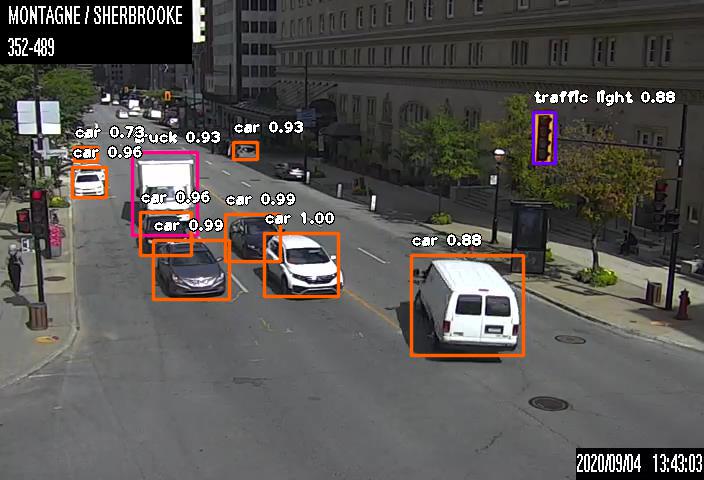 MONTAGNE / SHERBROOKE
352-489
traffic light 0.88
car 0.73
ruck 0.93
car 0.93
car 0.96
car 0.96
car 0.99
car 0.99
car 1.00
car 0.88
2020/09/04 13:43:03